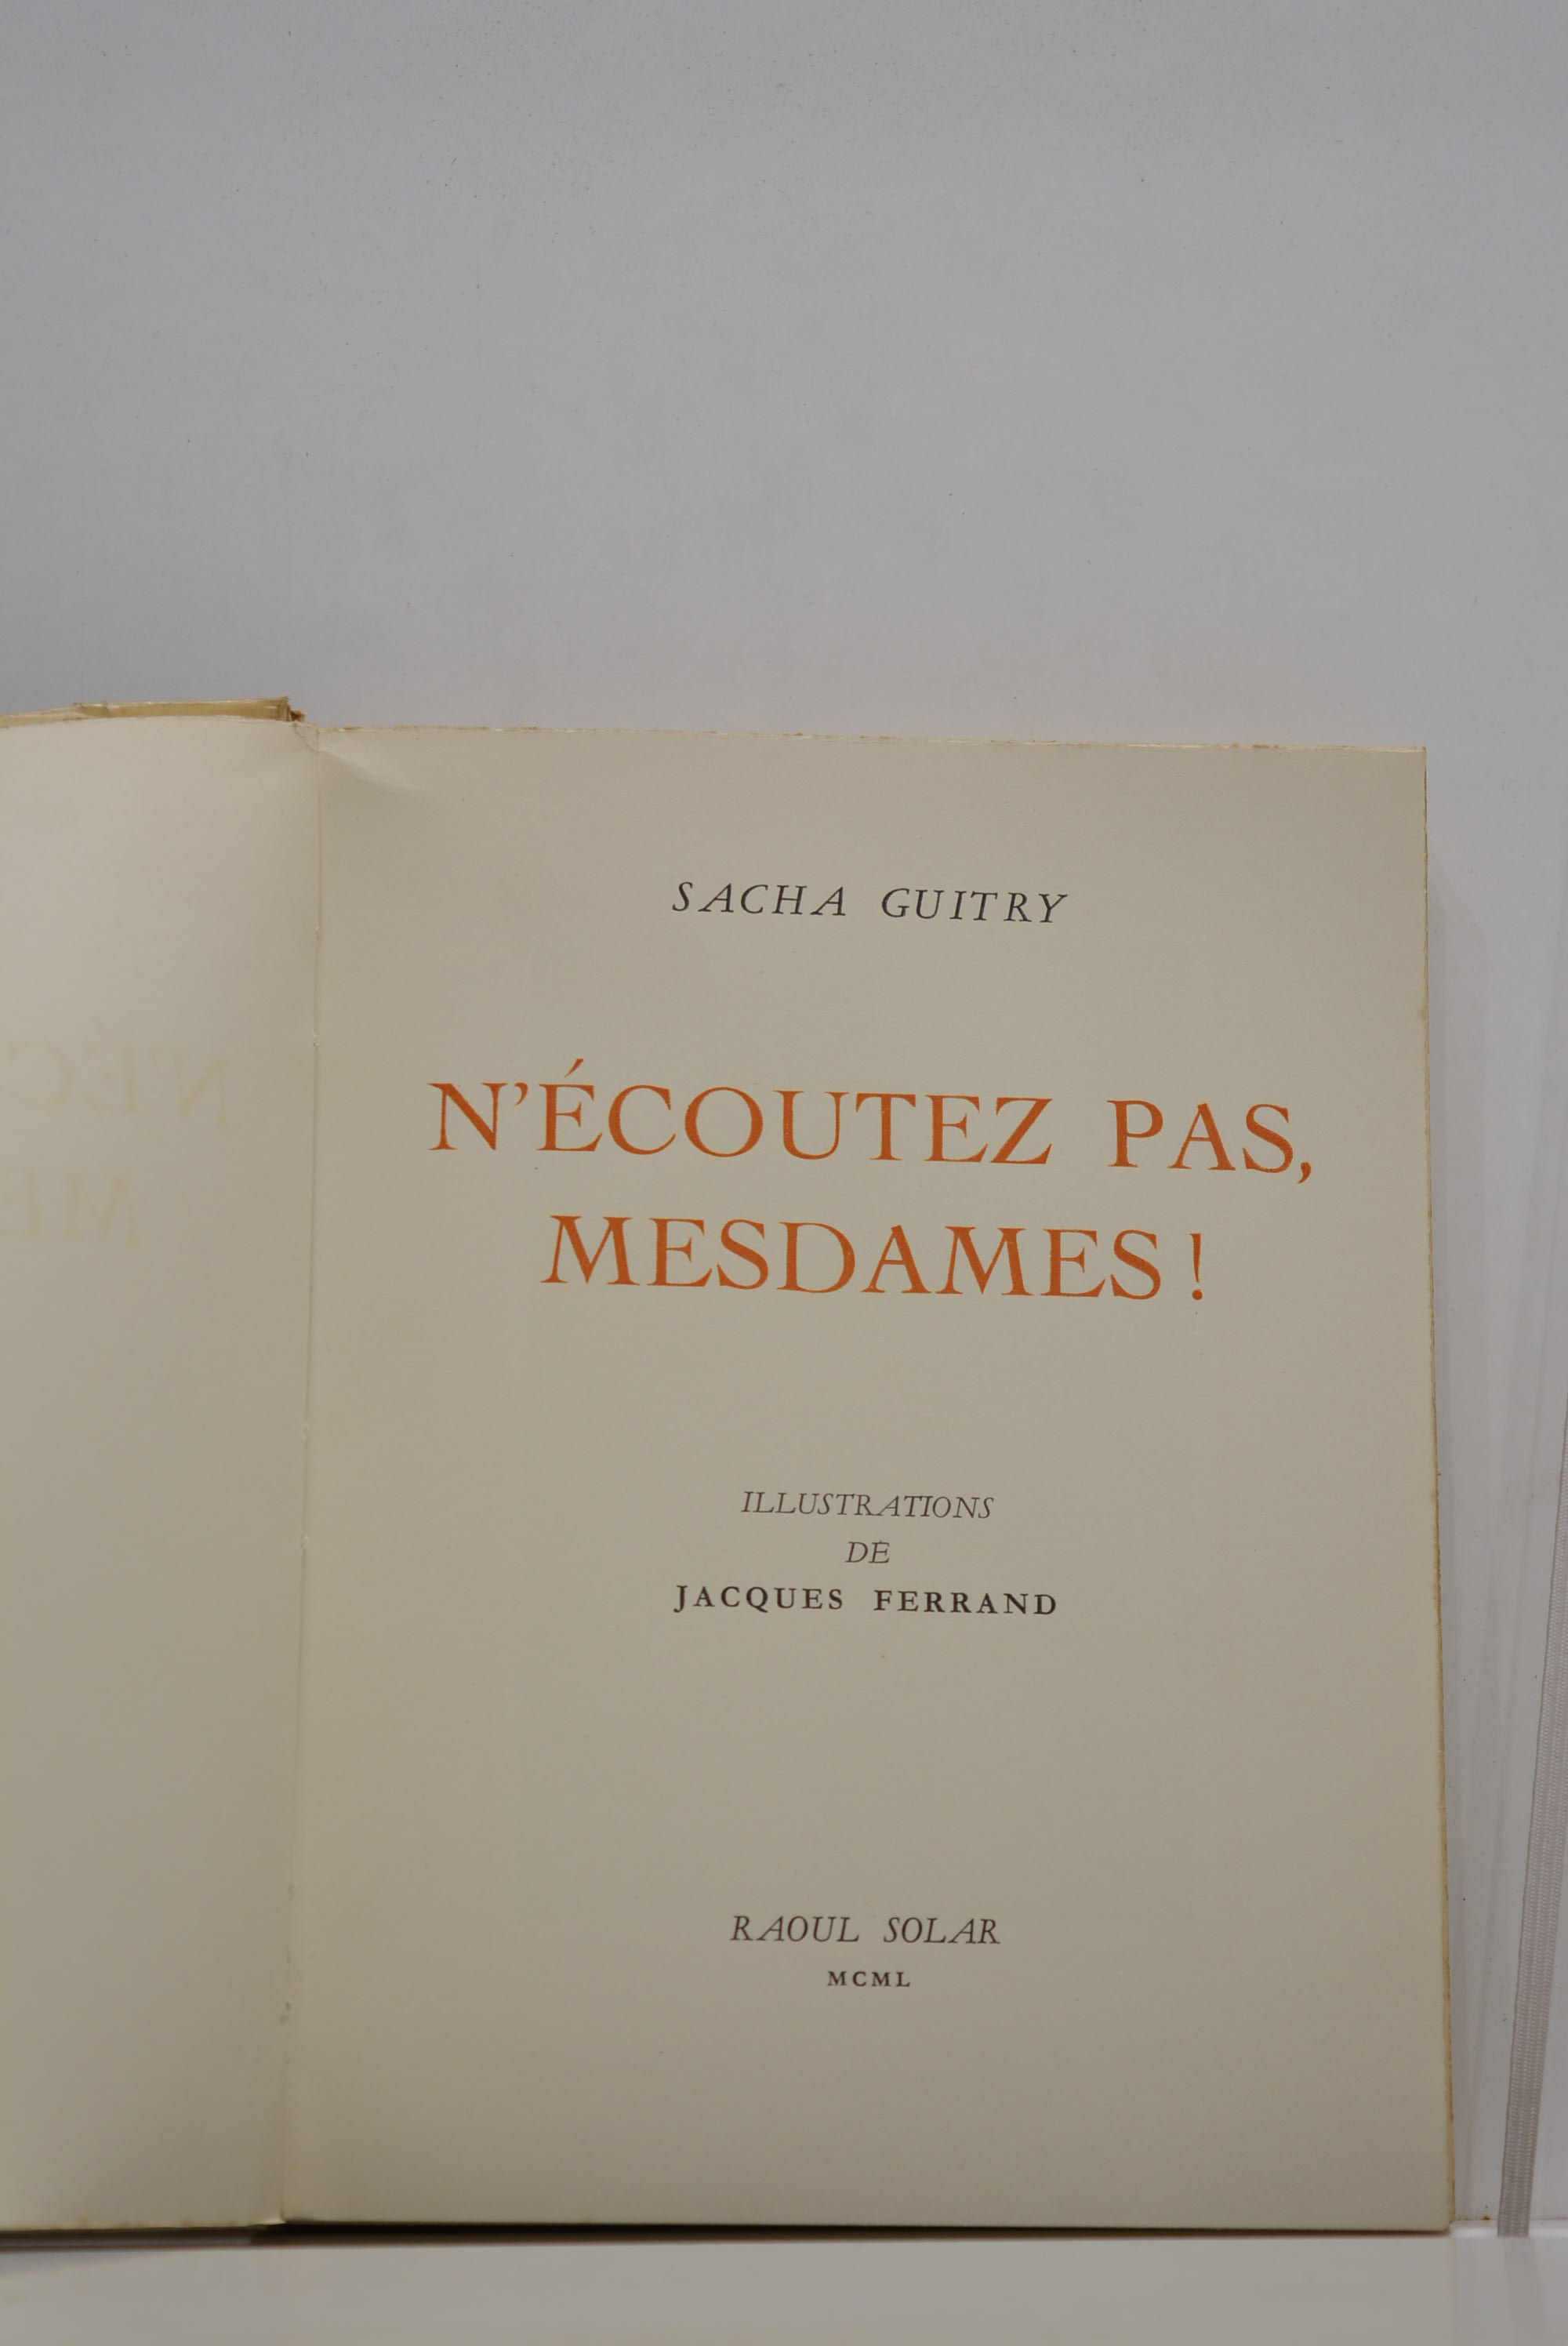 SACHA GUITRY
N'ÉCOUTEZ PAS,
MESDAMES !
ILLUSTRATIONS
DE
JACQUES FERRAND
RAOUL SOLAR
MCML